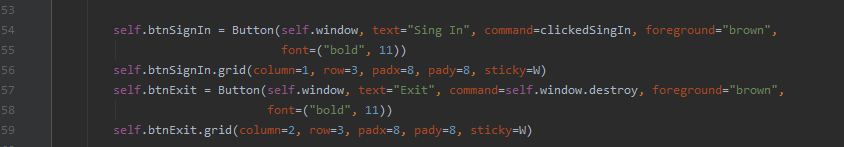 53
54 self.btnSignIn = Button(self.window, text="Sing In", command=clickedSingIn, foreground="brown",
55 font=("bold", 11))
56 self.btnSignIn.grid(column=1, row=3, padx=8, pady=8, sticky=W)
57 self.btnExit = Button(self.window, text="Exit", command=self.window.destroy, foreground="brown",
58 font=("bold", 11))
59 self.btnExit.grid(column=2, row=3, padx=8, pady=8, sticky=W)